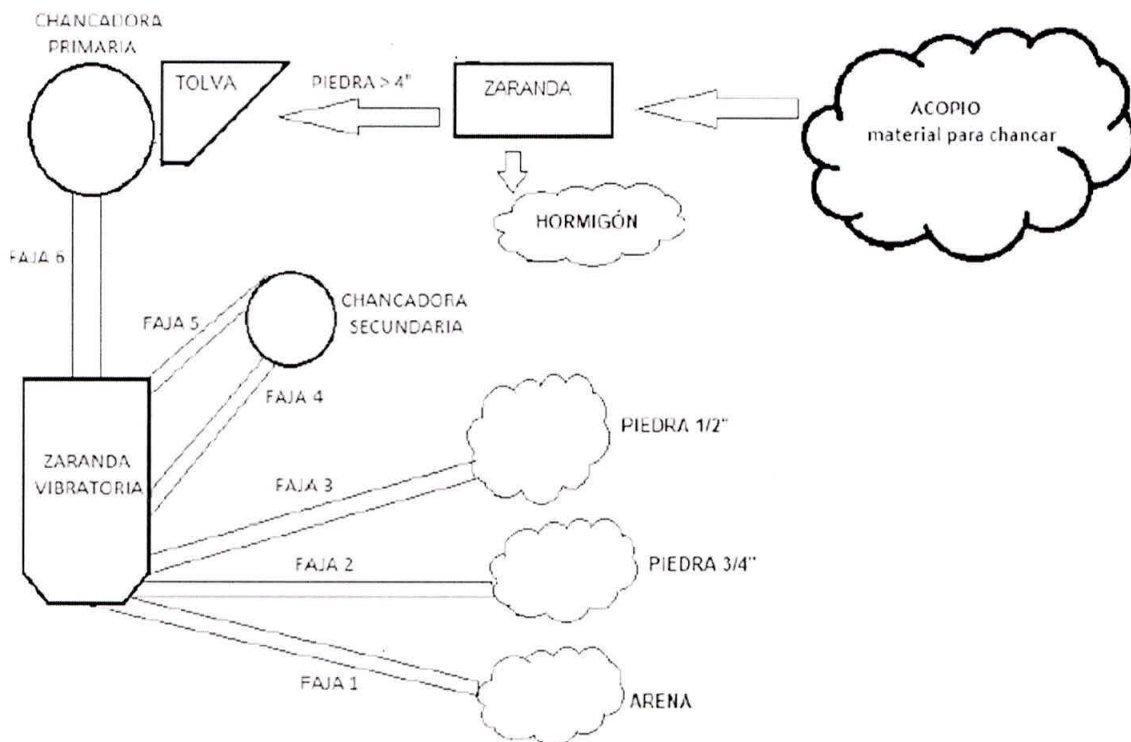 CHANCADORA
PRIMARIA
TOLVA
PIEDRA > 4"
ZARANDA
ACOPIO
material para chancar
HORMIGÓN
FAJA 6
FAJA 5
CHANCADORA
SECUNDARIA
FAJA 4
ZARANDA
VIBRATORIA
FAJA 3
PIEDRA 1/2"
FAJA 2
PIEDRA 3/4"
FAJA 1
ARENA